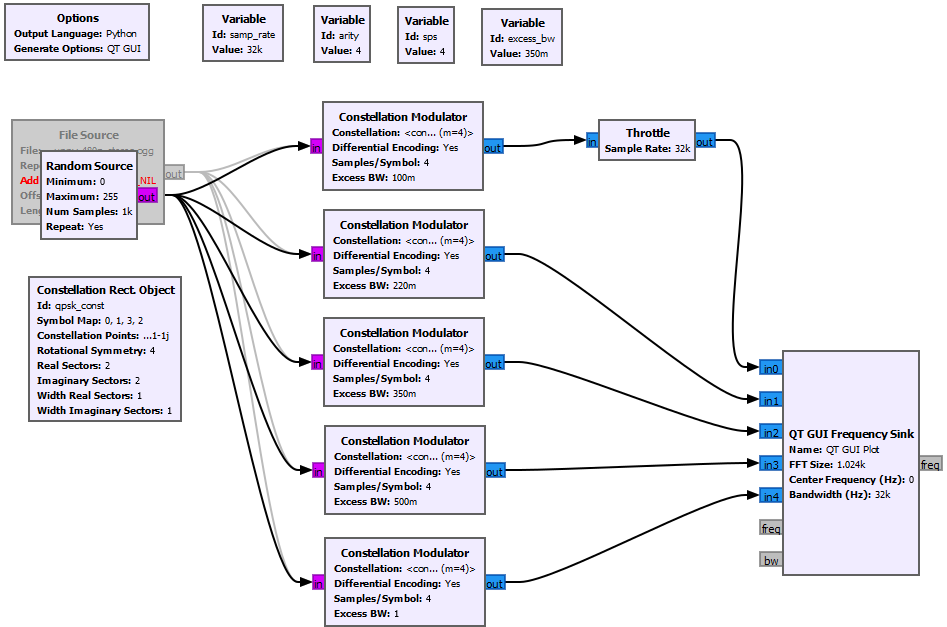 Options
Output Language: Python
Generate Options: QT GUI
Variable
Id: samp_rate
Value: 32k
Variable
Id: arity
Value: 4
Variable
Id: sps
Value: 4
Variable
Id: excess_bw
Value: 350m
File Source
File:
Add
_NIL
out
Random Source
Minimum: 0
Maximum: 255
Num Samples: 1k
Repeat: Yes
out
Constellation Rect. Object
Id: qpsk_const
Symbol Map: 0, 1, 3, 2
Constellation Points: ...1-1j
Rotational Symmetry: 4
Real Sectors: 2
Imaginary Sectors: 2
Width Real Sectors: 1
Width Imaginary Sectors: 1
in
Constellation Modulator
Constellation: <con... (m=4)>
Differential Encoding: Yes
Samples/Symbol: 4
Excess BW: 100m
out
in
Constellation Modulator
Constellation: <con... (m=4)>
Differential Encoding: Yes
Samples/Symbol: 4
Excess BW: 220m
out
in
Constellation Modulator
Constellation: <con... (m=4)>
Differential Encoding: Yes
Samples/Symbol: 4
Excess BW: 350m
out
in
Constellation Modulator
Constellation: <con... (m=4)>
Differential Encoding: Yes
Samples/Symbol: 4
Excess BW: 500m
out
in
Constellation Modulator
Constellation: <con... (m=4)>
Differential Encoding: Yes
Samples/Symbol: 4
Excess BW: 1
out
in
Throttle
Sample Rate: 32k
out
in0
in1
in2
in3
in4
freq
bw
QT GUI Frequency Sink
Name: QT GUI Plot
FFT Size: 1.024k
Center Frequency (Hz): 0
Bandwidth (Hz): 32k
freq